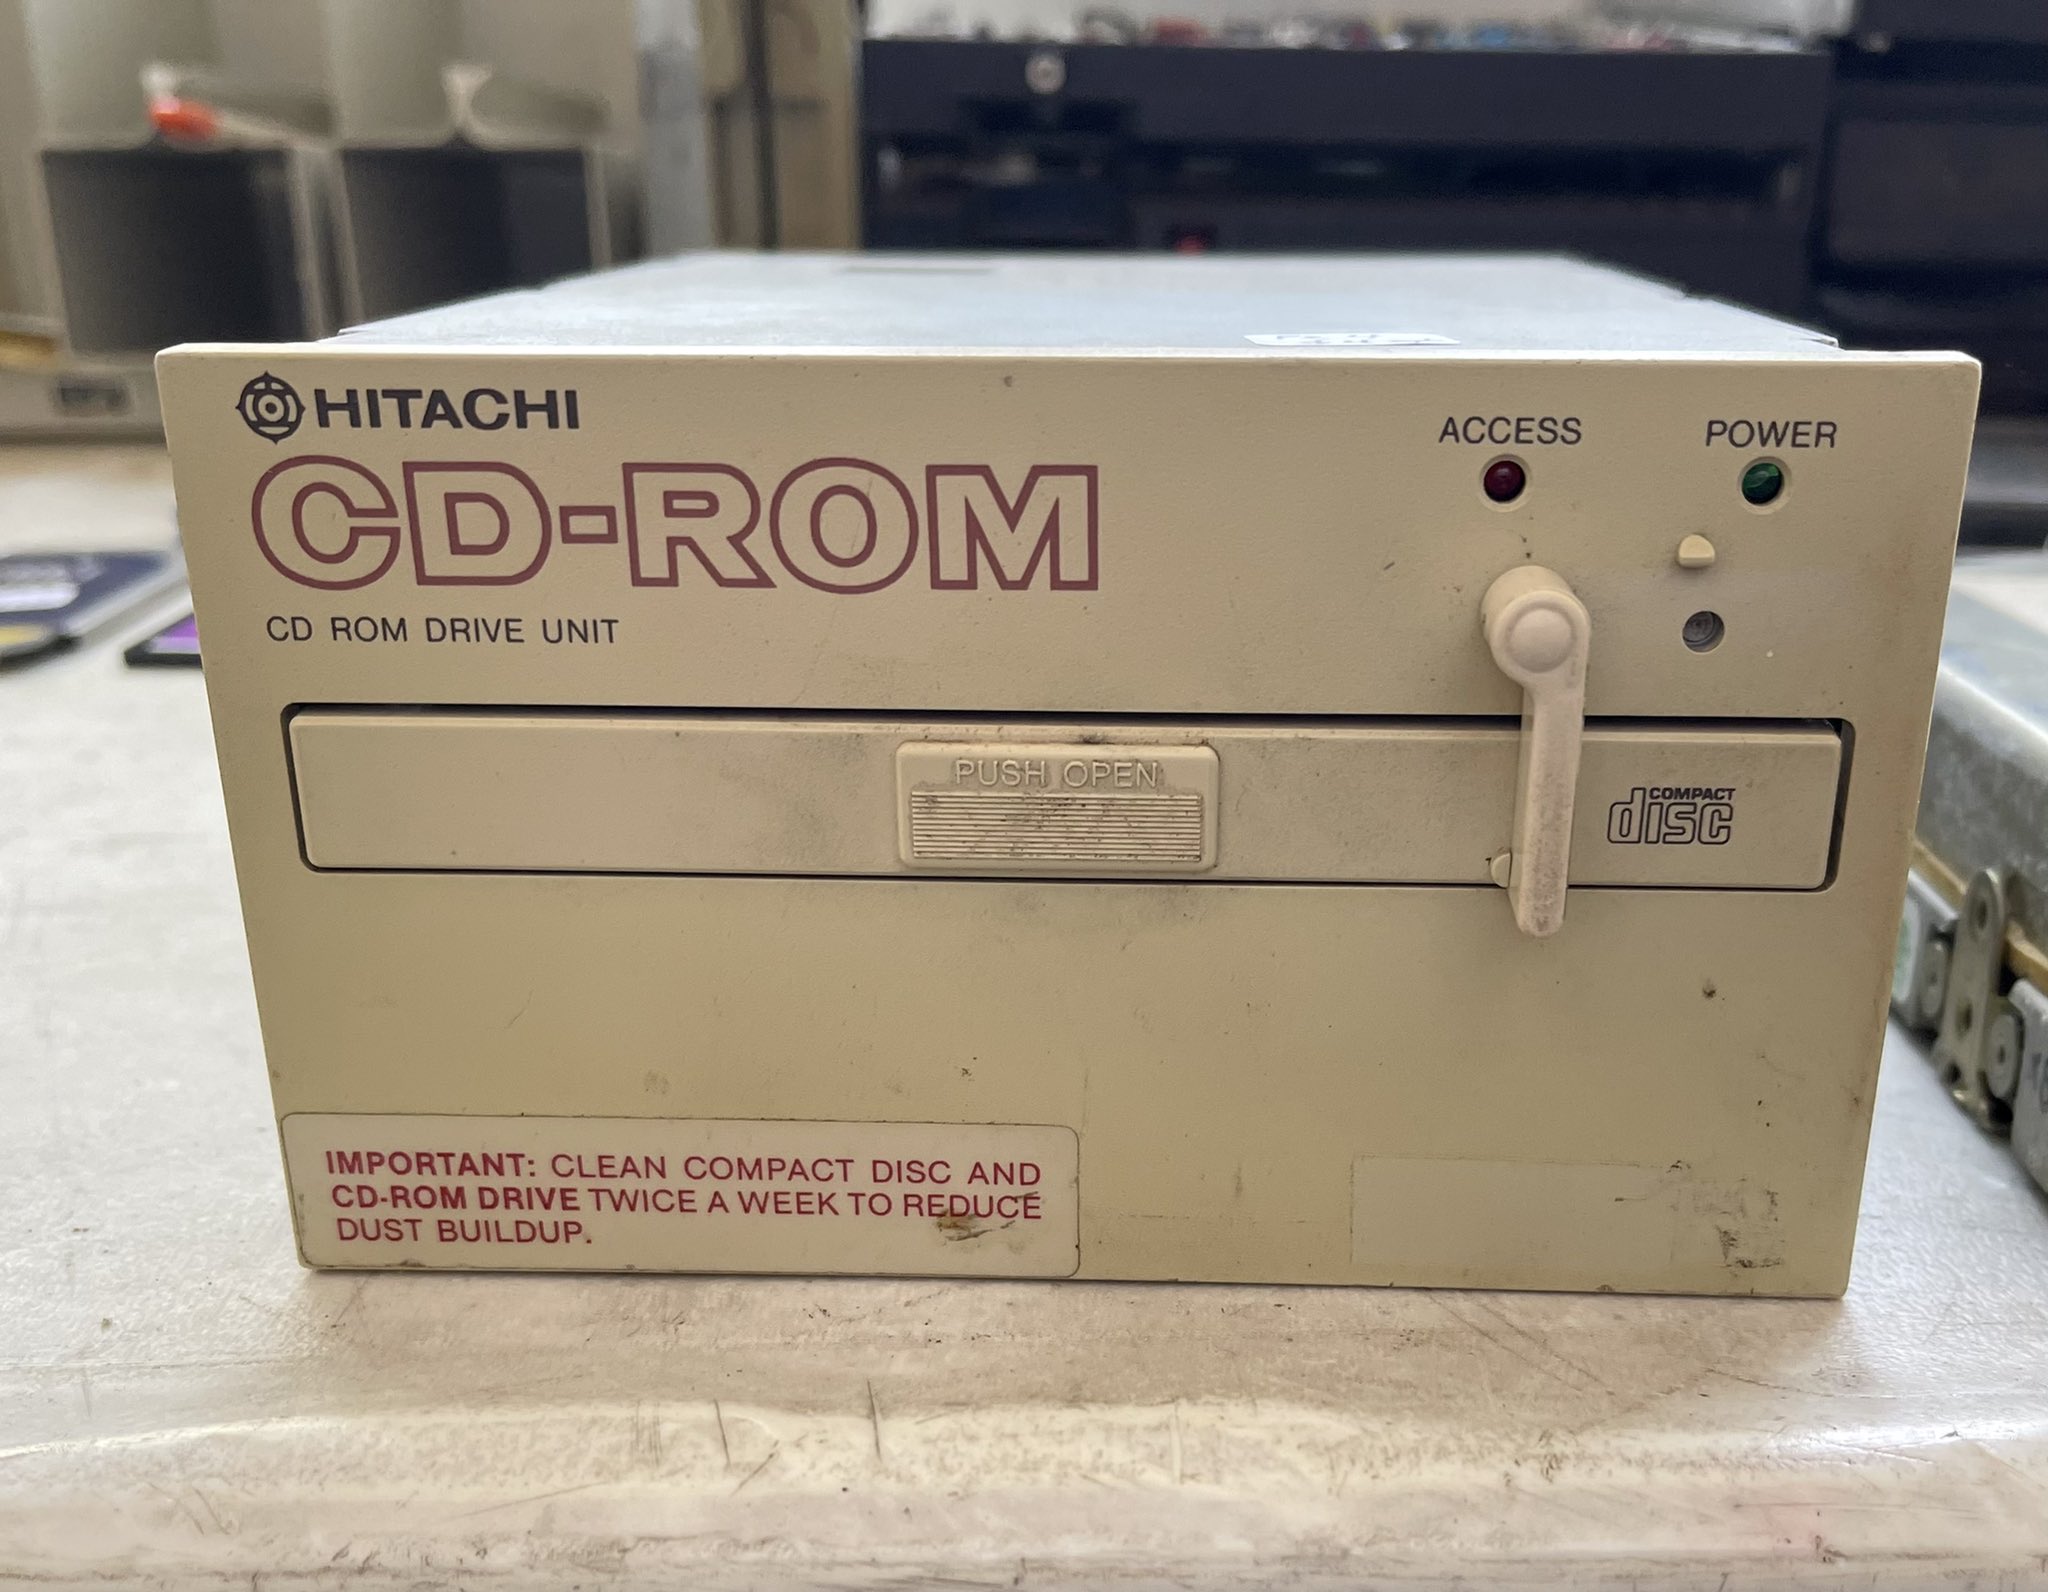 HITACHI
CD-ROM
CD ROM DRIVE UNIT
ACCESS
POWER
PUSH OPEN
COMPACT
disc
IMPORTANT: CLEAN COMPACT DISC AND
CD-ROM DRIVE TWICE A WEEK TO REDUCE
DUST BUILDUP.